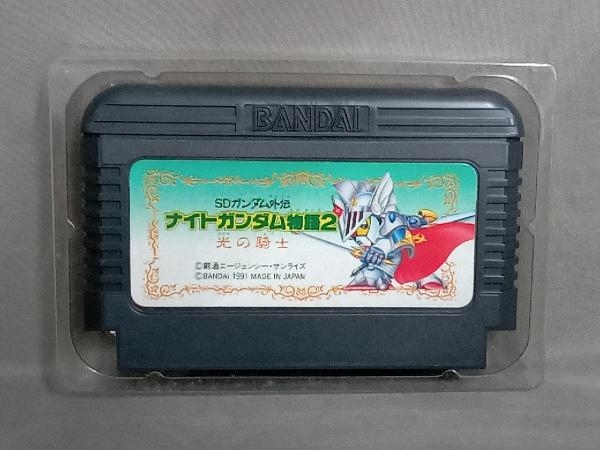 BANDAI
SDガンダム外伝
ナイトガンダム物語2
光の騎士
©創通エージェンシー・サンライズ
©BANDAI 1991 MADE IN JAPAN